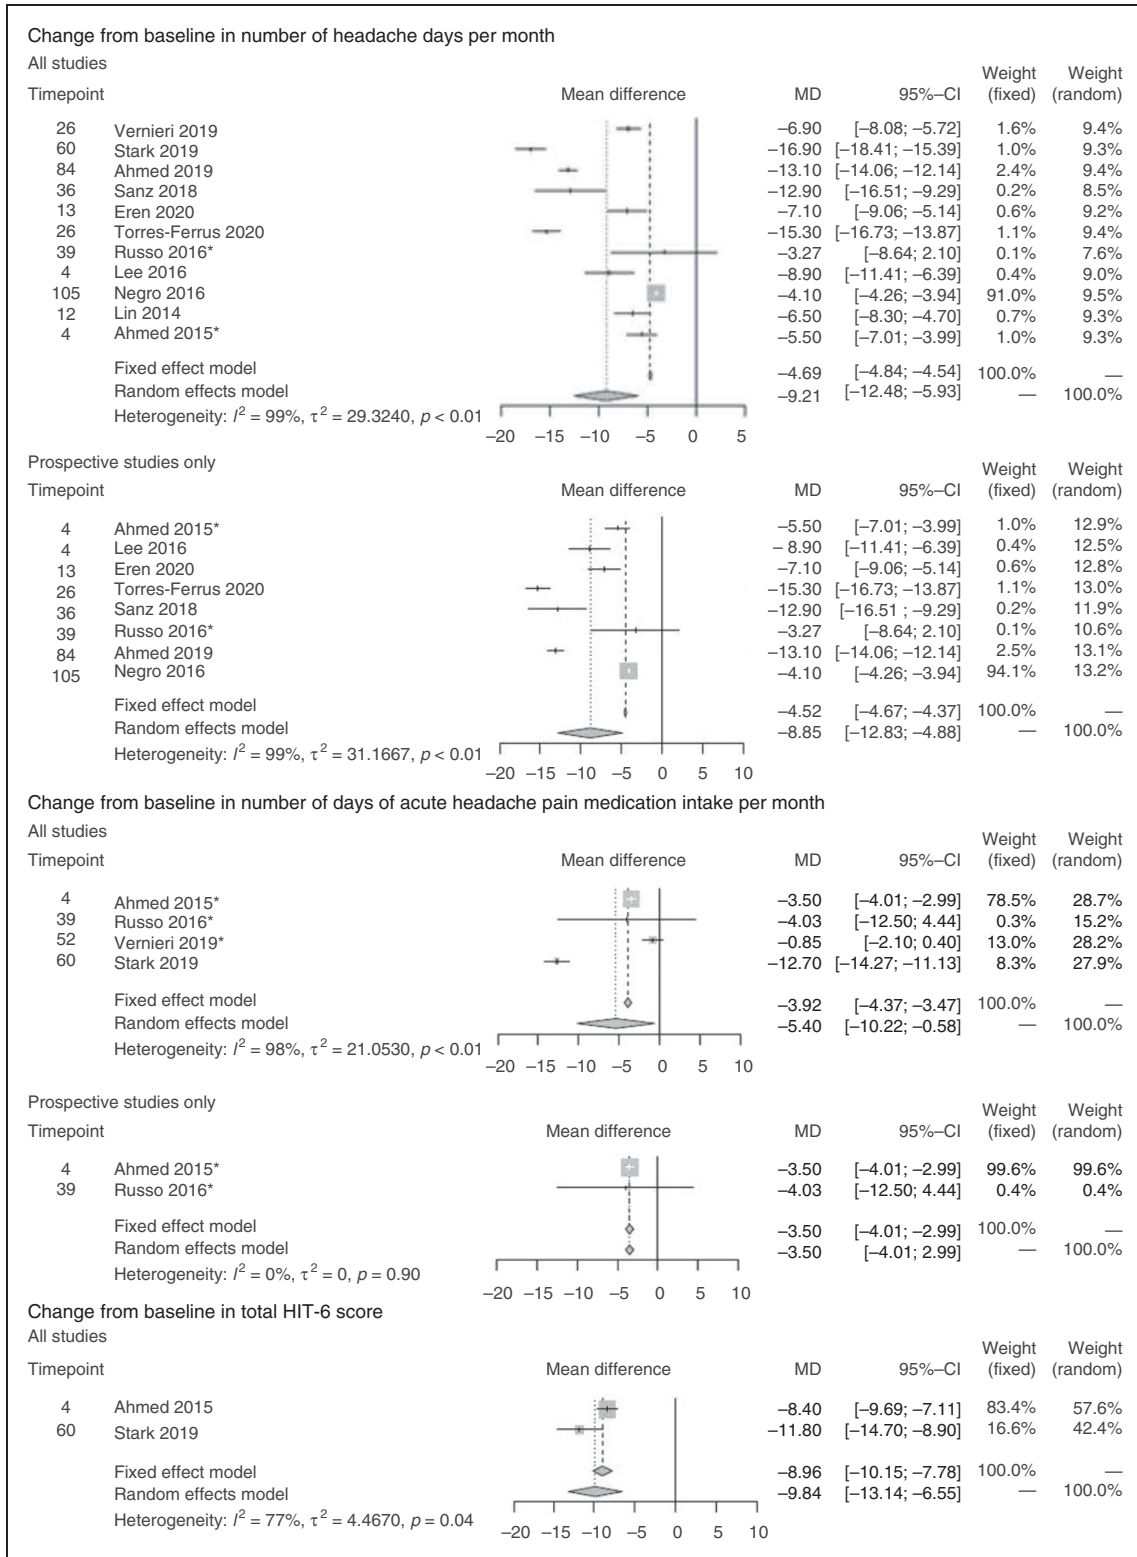 Change from baseline in number of headache days per month
All studies
Weight Weight
Timepoint Mean difference MD 95%–CI (fixed) (random)
26 Vernieri 2019 –6.90 [–8.08; –5.72] 1.6% 9.4%
60 Stark 2019 –16.90 [–18.41; –15.39] 1.0% 9.3%
84 Ahmed 2019 –13.10 [–14.06; –12.14] 2.4% 9.4%
36 Sanz 2018 –12.90 [–16.51; –9.29] 0.2% 8.5%
13 Eren 2020 –7.10 [–9.06; –5.14] 0.6% 9.2%
26 Torres-Ferrus 2020 –15.30 [–16.73; –13.87] 1.1% 9.4%
39 Russo 2016* –3.27 [–8.64; 2.10] 0.1% 7.6%
4 Lee 2016 –8.90 [–11.41; –6.39] 0.4% 9.0%
105 Negro 2016 –4.10 [–4.26; –3.94] 91.0% 9.5%
12 Lin 2014 –6.50 [–8.30; –4.70] 0.7% 9.3%
4 Ahmed 2015* –5.50 [–7.01; –3.99] 1.0% 9.3%
Fixed effect model –4.69 [–4.84; –4.54] 100.0% —
Random effects model –9.21 [–12.48; –5.93] — 100.0%
Heterogeneity: I² = 99%, τ² = 29.3240, p < 0.01
–20 –15 –10 –5 0 5
Prospective studies only
Weight Weight
Timepoint Mean difference MD 95%–CI (fixed) (random)
4 Ahmed 2015* –5.50 [–7.01; –3.99] 1.0% 12.9%
4 Lee 2016 – 8.90 [–11.41; –6.39] 0.4% 12.5%
13 Eren 2020 –7.10 [–9.06; –5.14] 0.6% 12.8%
26 Torres-Ferrus 2020 –15.30 [–16.73; –13.87] 1.1% 13.0%
36 Sanz 2018 –12.90 [–16.51 ; –9.29] 0.2% 11.9%
39 Russo 2016* –3.27 [–8.64; 2.10] 0.1% 10.6%
84 Ahmed 2019 –13.10 [–14.06; –12.14] 2.5% 13.1%
105 Negro 2016 –4.10 [–4.26; –3.94] 94.1% 13.2%
Fixed effect model –4.52 [–4.67; –4.37] 100.0% —
Random effects model –8.85 [–12.83; –4.88] — 100.0%
Heterogeneity: I² = 99%, τ² = 31.1667, p < 0.01
–20 –15 –10 –5 0 5 10
Change from baseline in number of days of acute headache pain medication intake per month
All studies
Weight Weight
Timepoint Mean difference MD 95%–CI (fixed) (random)
4 Ahmed 2015* –3.50 [–4.01; –2.99] 78.5% 28.7%
39 Russo 2016* –4.03 [–12.50; 4.44] 0.3% 15.2%
52 Vernieri 2019* –0.85 [–2.10; 0.40] 13.0% 28.2%
60 Stark 2019 –12.70 [–14.27; –11.13] 8.3% 27.9%
Fixed effect model –3.92 [–4.37; –3.47] 100.0% —
Random effects model –5.40 [–10.22; –0.58] — 100.0%
Heterogeneity: I² = 98%, τ² = 21.0530, p < 0.01
–20 –15 –10 –5 0 5 10
Prospective studies only
Weight Weight
Timepoint Mean difference MD 95%–CI (fixed) (random)
4 Ahmed 2015* –3.50 [–4.01; –2.99] 99.6% 99.6%
39 Russo 2016* –4.03 [–12.50; 4.44] 0.4% 0.4%
Fixed effect model –3.50 [–4.01; –2.99] 100.0% —
Random effects model –3.50 [–4.01; 2.99] — 100.0%
Heterogeneity: I² = 0%, τ² = 0, p = 0.90
–20 –15 –10 –5 0 5 10
Change from baseline in total HIT-6 score
All studies
Weight Weight
Timepoint Mean difference MD 95%–CI (fixed) (random)
4 Ahmed 2015 –8.40 [–9.69; –7.11] 83.4% 57.6%
60 Stark 2019 –11.80 [–14.70; –8.90] 16.6% 42.4%
Fixed effect model –8.96 [–10.15; –7.78] 100.0% —
Random effects model –9.84 [–13.14; –6.55] — 100.0%
Heterogeneity: I² = 77%, τ² = 4.4670, p = 0.04
–20 –15 –10 –5 0 5 10